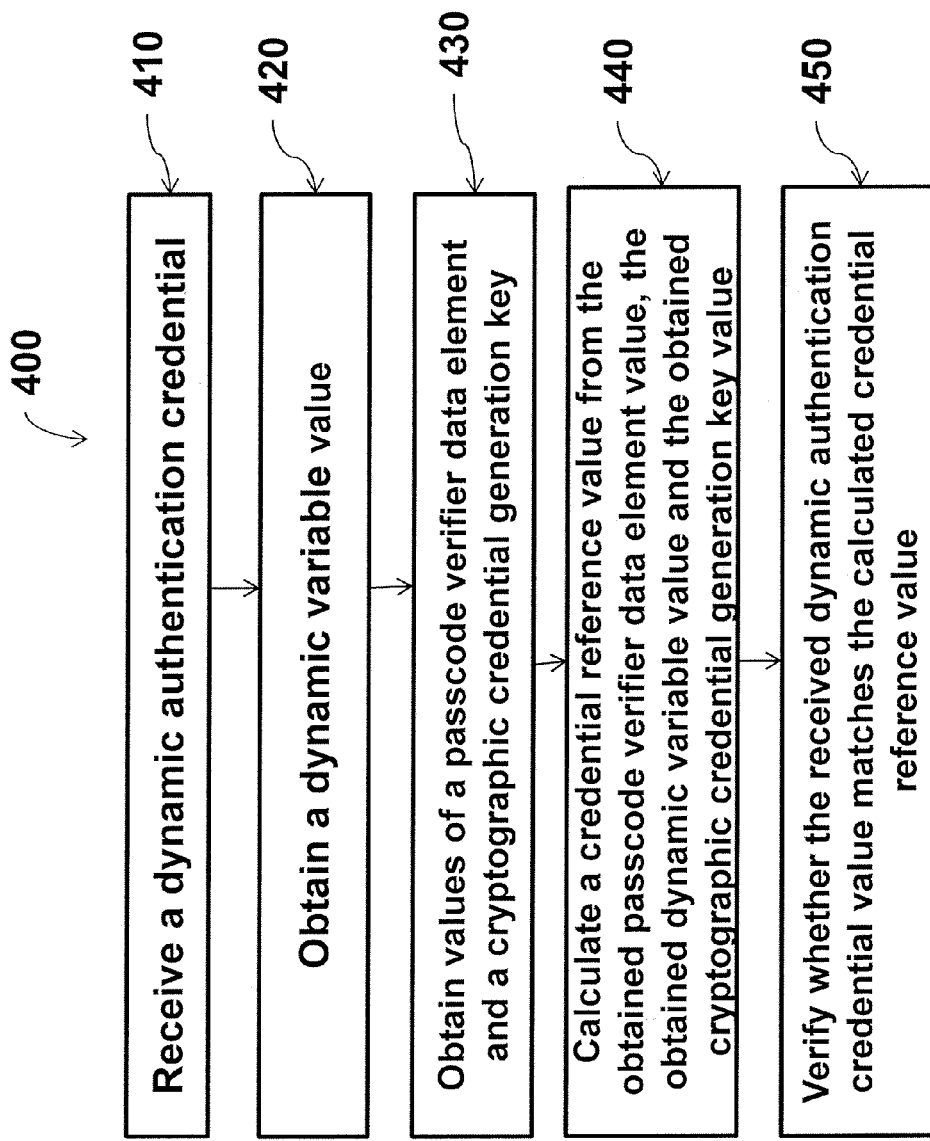 400
Receive a dynamic authentication credential
410
Obtain a dynamic variable value
420
Obtain values of a passcode verifier data element
and a cryptographic credential generation key
430
Calculate a credential reference value from the
obtained passcode verifier data element value, the
obtained dynamic variable value and the obtained
cryptographic credential generation key value
440
Verify whether the received dynamic authentication
credential value matches the calculated credential
reference value
450